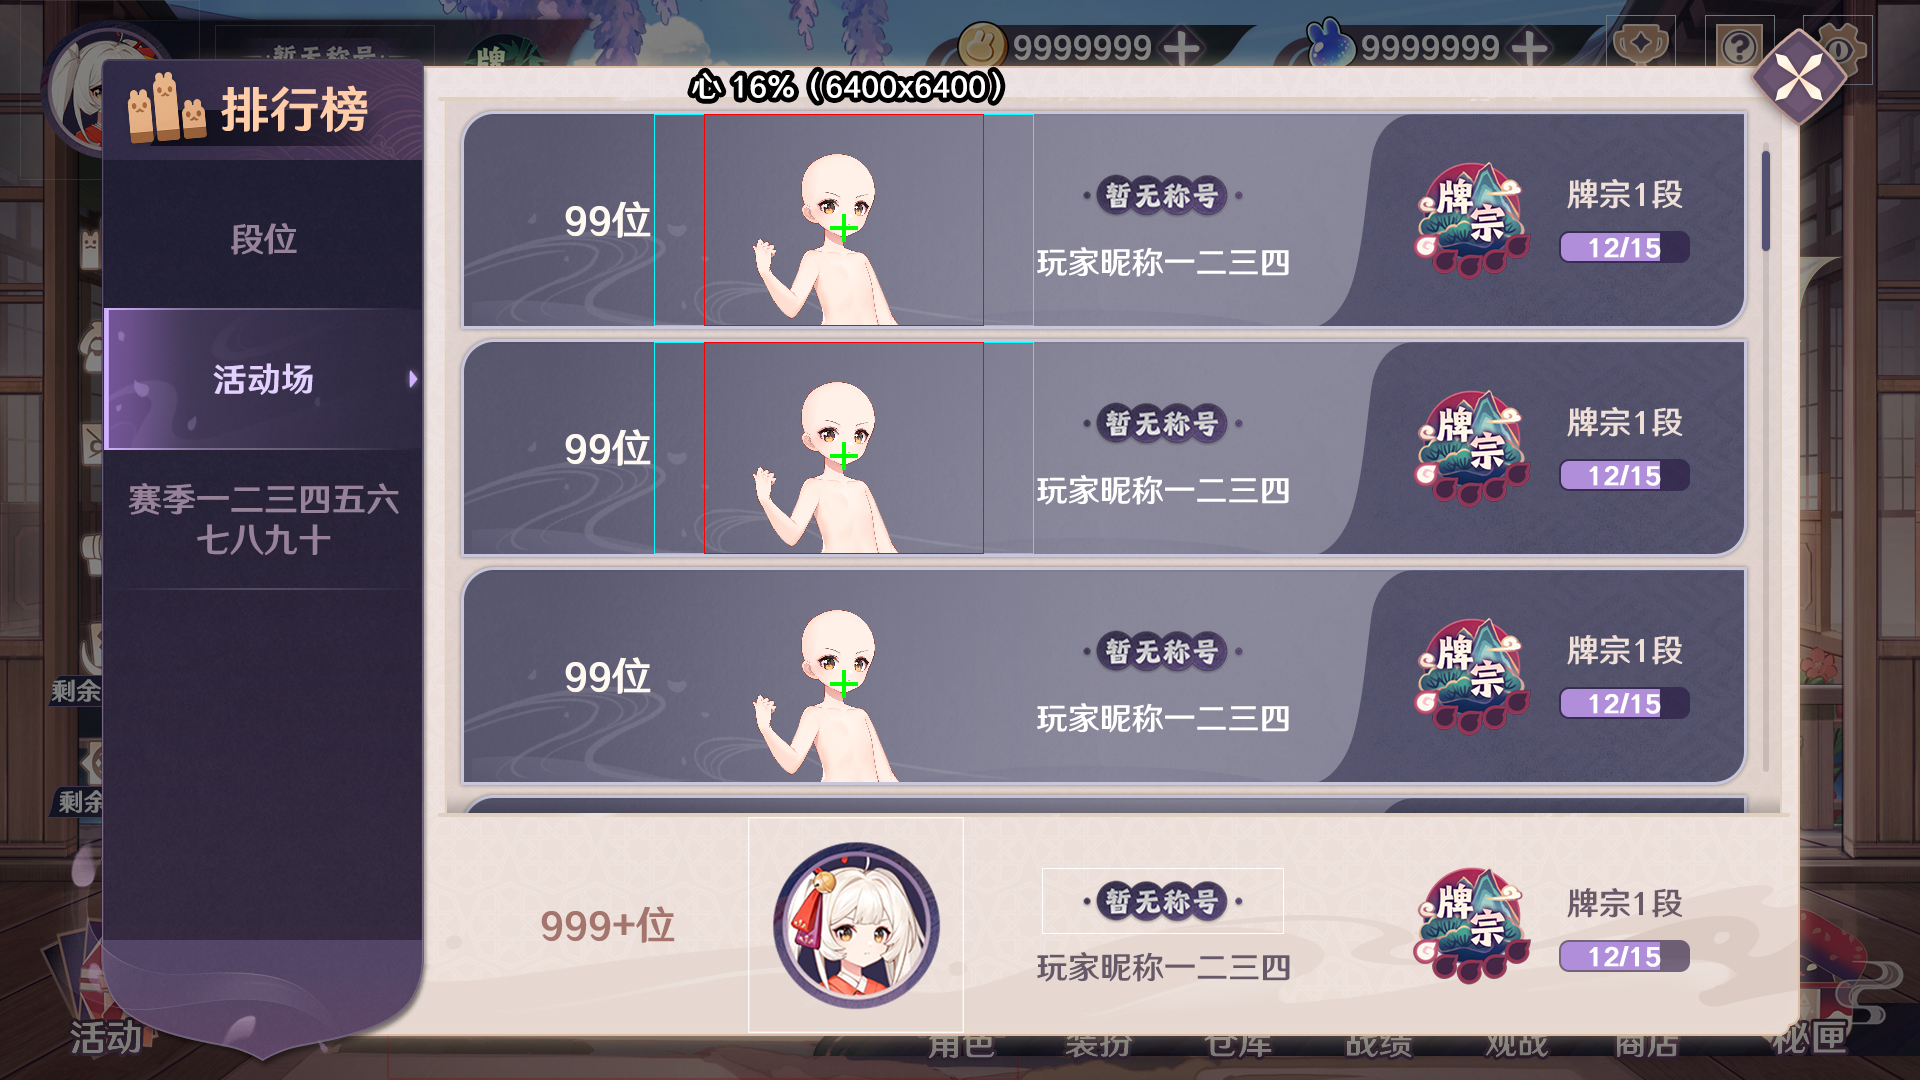 暂无称号
牌
9999999
9999999
心 16%（6400x6400）
排行榜
段位
活动场
赛季一二三四五六
七八九十
99位
暂无称号
玩家昵称一二三四
牌宗
牌宗1段
12/15
99位
暂无称号
玩家昵称一二三四
牌宗
牌宗1段
12/15
99位
暂无称号
玩家昵称一二三四
牌宗
牌宗1段
12/15
剩余
剩余
999+位
暂无称号
玩家昵称一二三四
牌宗
牌宗1段
12/15
活动
角色
装扮
仓库
战绩
观战
商店
秘匣